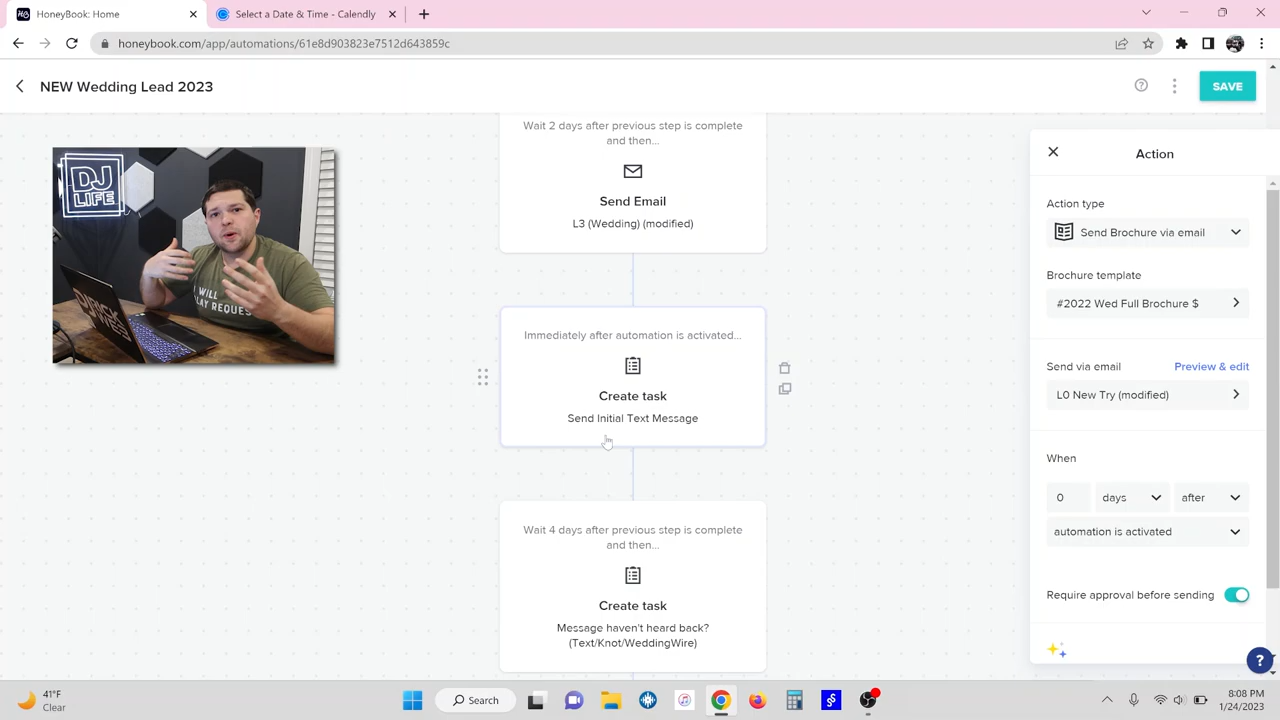 HoneyBook: Home
Select a Date & Time - Calendly
honeybook.com/app/automations/61e8d903823e7512d643859c
NEW Wedding Lead 2023
SAVE
Wait 2 days after previous step is complete
and then...
Send Email
L3 (Wedding) (modified)
Immediately after automation is activated...
Create task
Send Initial Text Message
Wait 4 days after previous step is complete
and then...
Create task
Message haven't heard back?
(Text/Knot/WeddingWire)
DJ
LIFE
I WILL
PLAY REQUES
Action
Action type
Send Brochure via email
Brochure template
#2022 Wed Full Brochure $
Send via email
Preview & edit
L0 New Try (modified)
When
0
days
after
automation is activated
Require approval before sending
?
41°F
Clear
Search
8:08 PM
1/24/2023